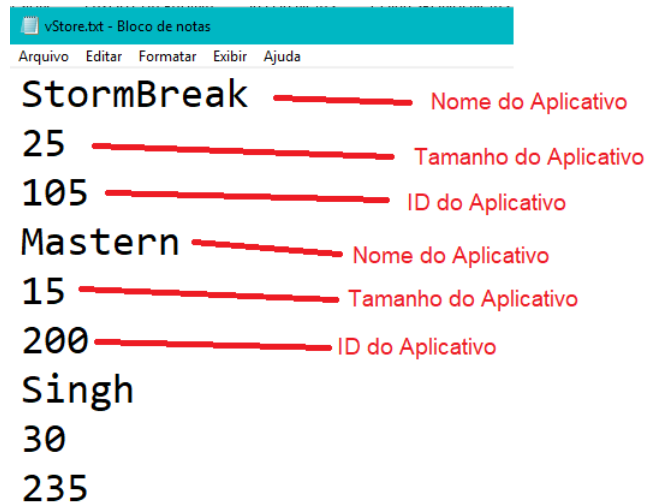 vStore.txt - Bloco de notas
Arquivo Editar Formatar Exibir Ajuda
StormBreak Nome do Aplicativo
25 Tamanho do Aplicativo
105 ID do Aplicativo
Mastern Nome do Aplicativo
15 Tamanho do Aplicativo
200 ID do Aplicativo
Singh
30
235